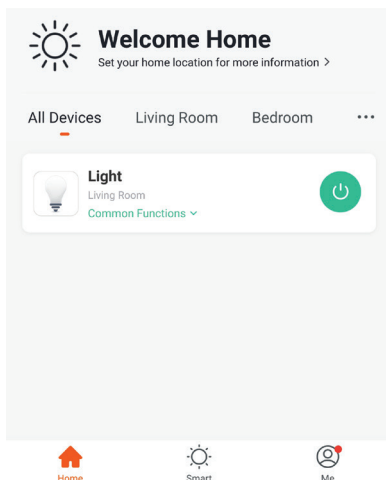 Welcome Home
Set your home location for more information >
All Devices Living Room Bedroom ...
Light
Living Room
Common Functions
Home Smart Me